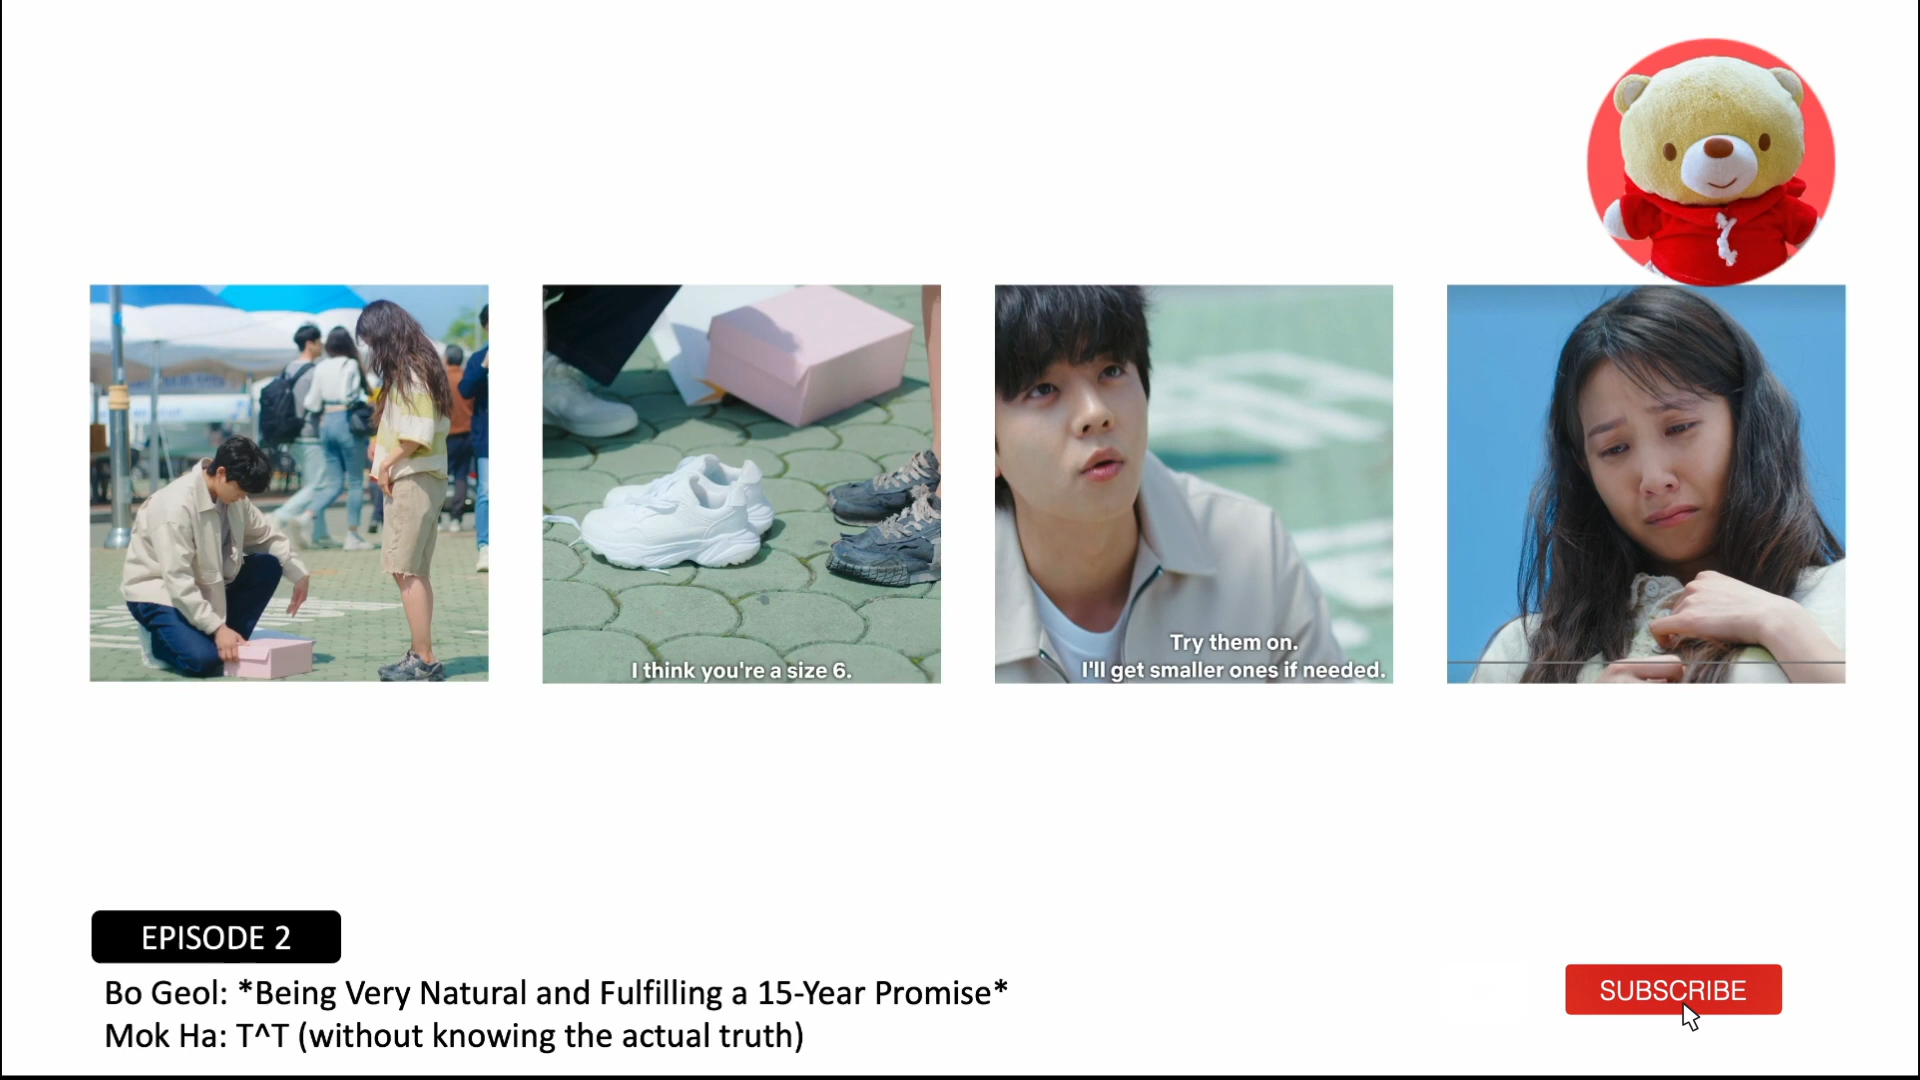 I think you're a size 6.
Try them on.
I'll get smaller ones if needed.
EPISODE 2
Bo Geol: *Being Very Natural and Fulfilling a 15-Year Promise*
Mok Ha: T^T (without knowing the actual truth)
SUBSCRIBE